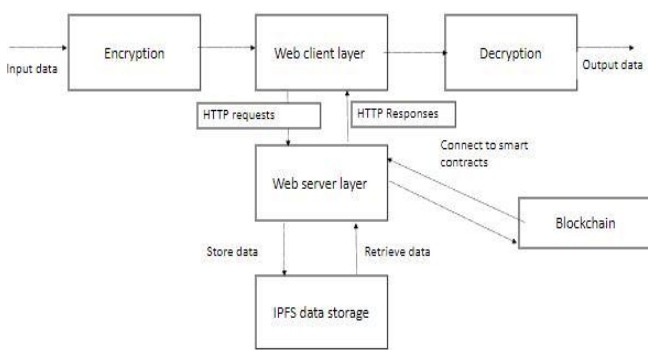 Encryption
Web client layer
Decryption
Input data
Output data
HTTP requests
HTTP Responses
Connect to smart
contracts
Web server layer
Blockchain
Store data
Retrieve data
IPFS data storage